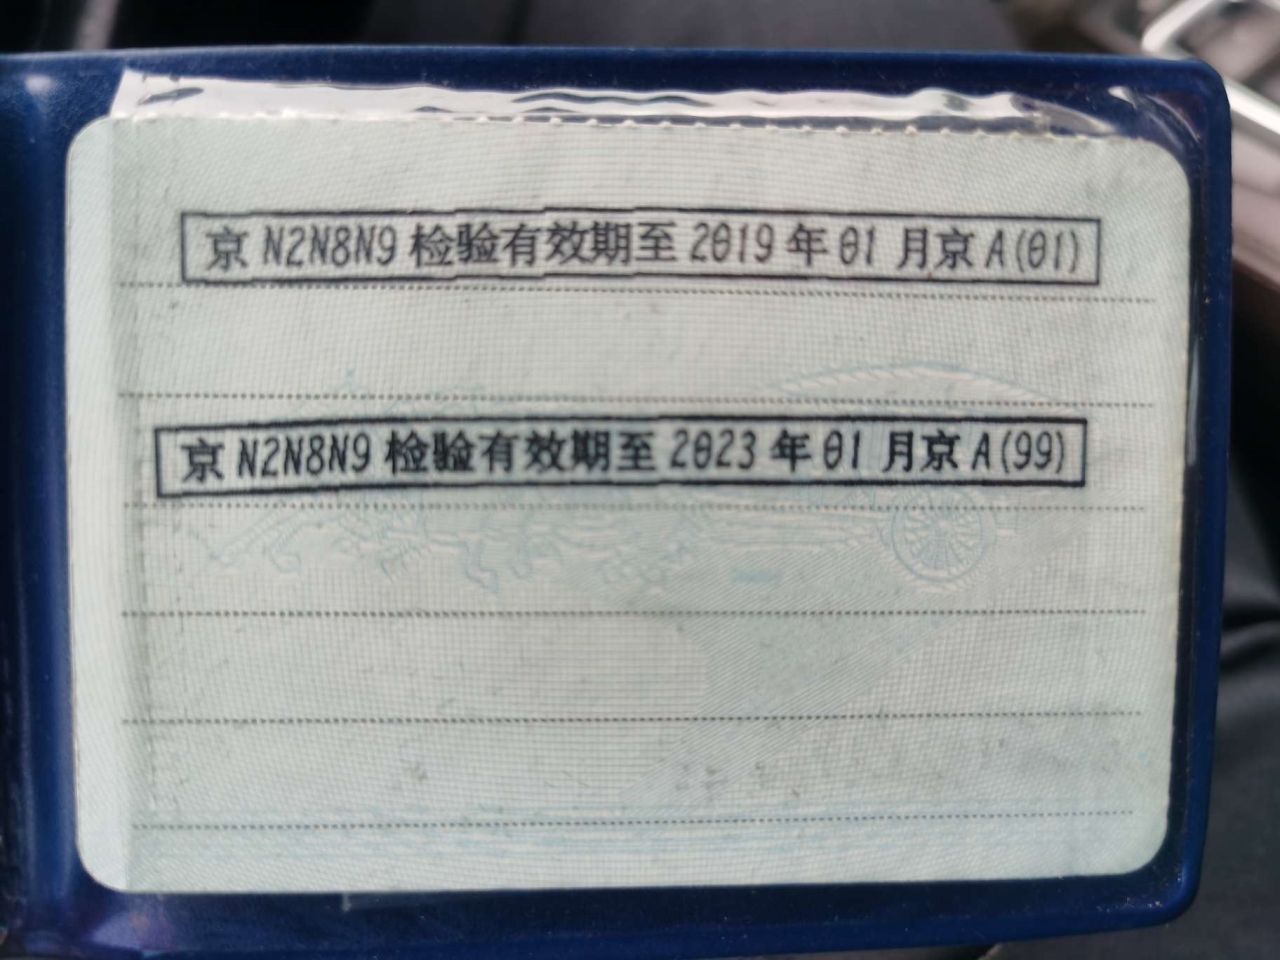 京 N2N8N9 检验有效期至 2019 年 01 月京 A(01)
京 N2N8N9 检验有效期至 2023 年 01 月京 A(99)